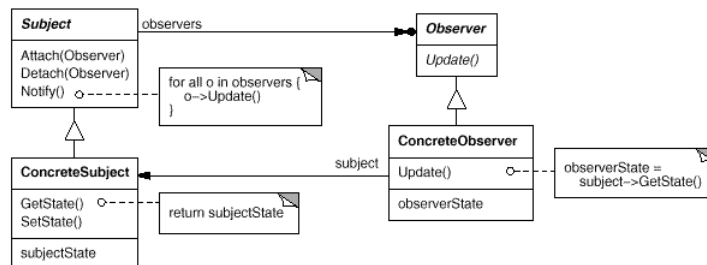 Subject
Attach(Observer)
Detach(Observer)
Notify()
observers
for all o in observers {
o->Update()
}
Observer
Update()
ConcreteSubject
GetState()
SetState()
subjectState
return subjectState
subject
ConcreteObserver
Update()
observerState
observerState =
subject->GetState()